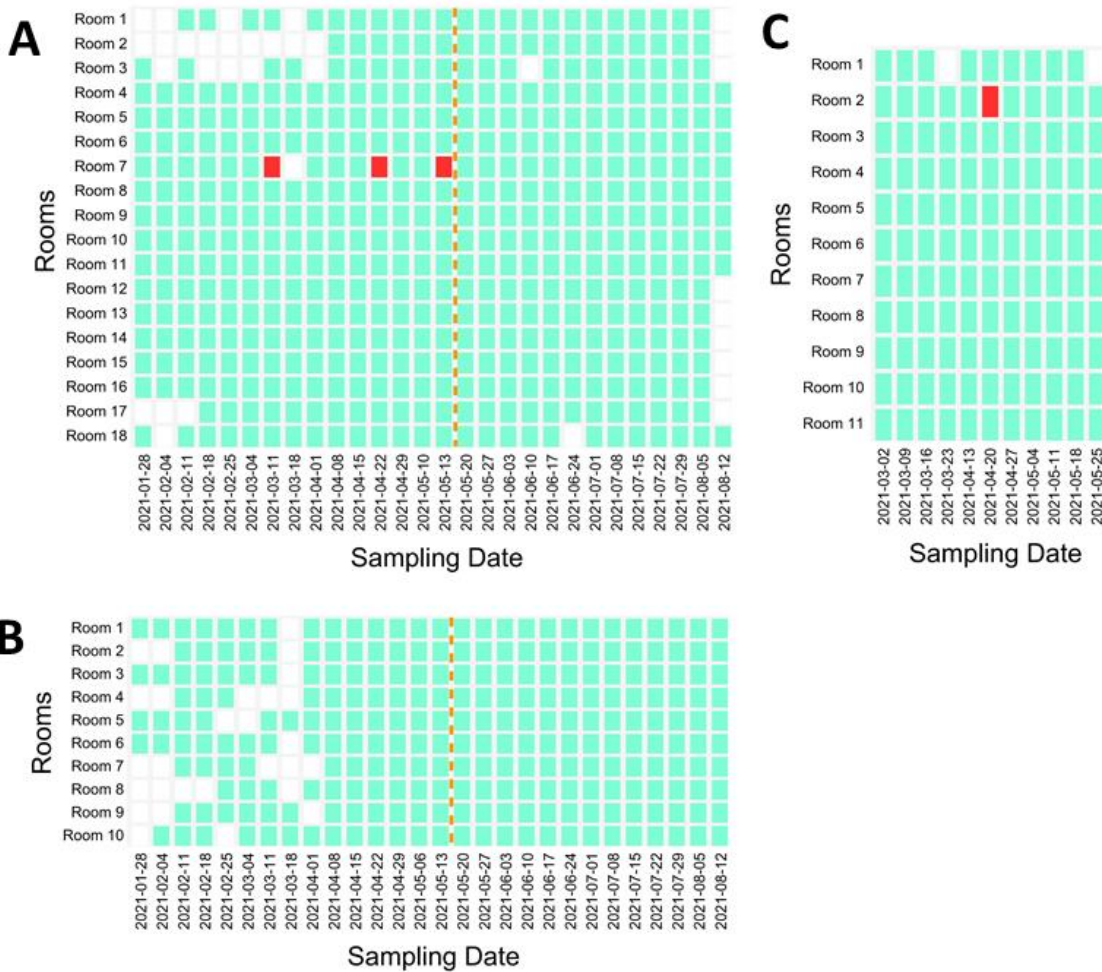 A
Rooms
Room 1
Room 2
Room 3
Room 4
Room 5
Room 6
Room 7
Room 8
Room 9
Room 10
Room 11
Room 12
Room 13
Room 14
Room 15
Room 16
Room 17
Room 18
2021-01-28
2021-02-04
2021-02-11
2021-02-18
2021-02-25
2021-03-04
2021-03-11
2021-03-18
2021-04-01
2021-04-08
2021-04-15
2021-04-22
2021-04-29
2021-05-10
2021-05-13
2021-05-20
2021-05-27
2021-06-03
2021-06-10
2021-06-17
2021-06-24
2021-07-01
2021-07-08
2021-07-15
2021-07-22
2021-07-29
2021-08-05
2021-08-12
Sampling Date
C
Rooms
Room 1
Room 2
Room 3
Room 4
Room 5
Room 6
Room 7
Room 8
Room 9
Room 10
Room 11
2021-03-02
2021-03-09
2021-03-16
2021-03-23
2021-04-13
2021-04-20
2021-04-27
2021-05-04
2021-05-11
2021-05-18
2021-05-25
Sampling Date
B
Rooms
Room 1
Room 2
Room 3
Room 4
Room 5
Room 6
Room 7
Room 8
Room 9
Room 10
2021-01-28
2021-02-04
2021-02-11
2021-02-18
2021-02-25
2021-03-04
2021-03-11
2021-03-18
2021-04-01
2021-04-08
2021-04-15
2021-04-22
2021-04-29
2021-05-06
2021-05-13
2021-05-20
2021-05-27
2021-06-03
2021-06-10
2021-06-17
2021-06-24
2021-07-01
2021-07-08
2021-07-15
2021-07-22
2021-07-29
2021-08-05
2021-08-12
Sampling Date